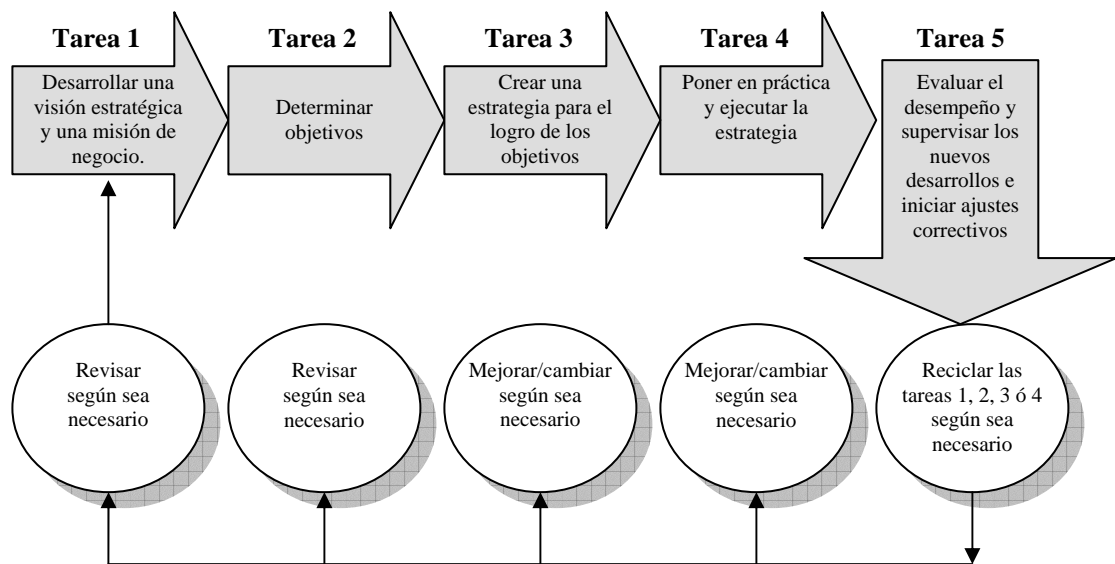 Tarea 1
Desarrollar una
visión estratégica
y una misión de
negocio.
Tarea 2
Determinar
objetivos
Tarea 3
Crear una
estrategia para el
logro de los
objetivos
Tarea 4
Poner en práctica
y ejecutar la
estrategia
Tarea 5
Evaluar el
desempeño y
supervisar los
nuevos
desarrollos e
iniciar ajustes
correctivos
Revisar
según sea
necesario
Revisar
según sea
necesario
Mejorar/cambiar
según sea
necesario
Mejorar/cambiar
según sea
necesario
Reciclar las
tareas 1, 2, 3 ó 4
según sea
necesario